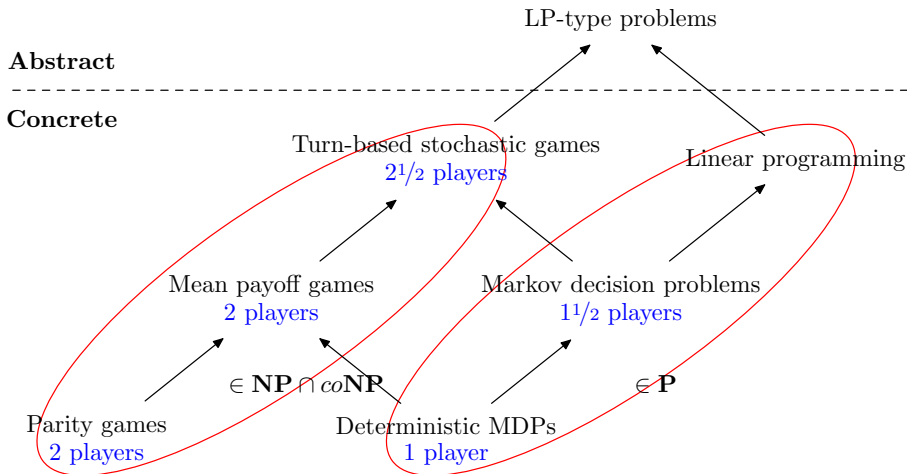 LP-type problems
Abstract
Concrete
Turn-based stochastic games
2½ players
Linear programming
Mean payoff games
2 players
Markov decision problems
1½ players
∈ NP ∩ coNP
∈ P
Parity games
2 players
Deterministic MDPs
1 player